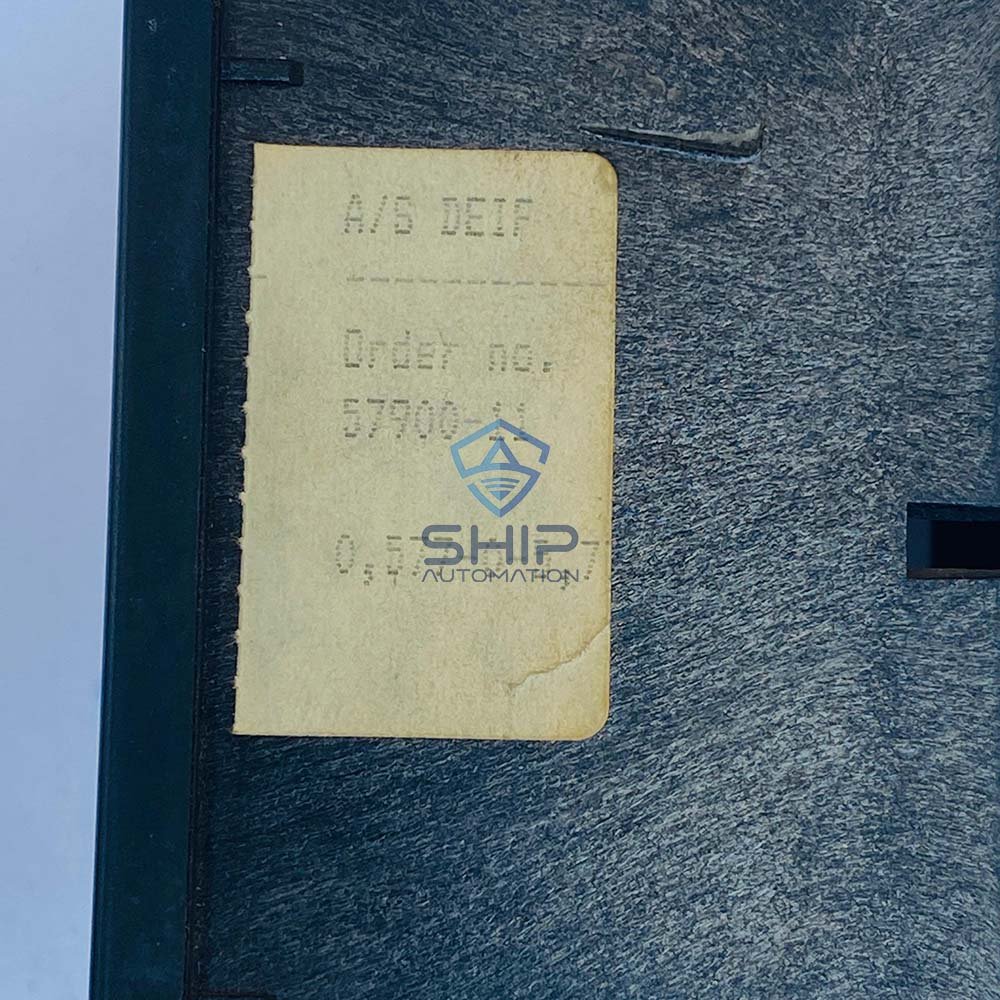 A/S DEIF
--------------
Order no.
57900-11
SHIP
AUTOMATION